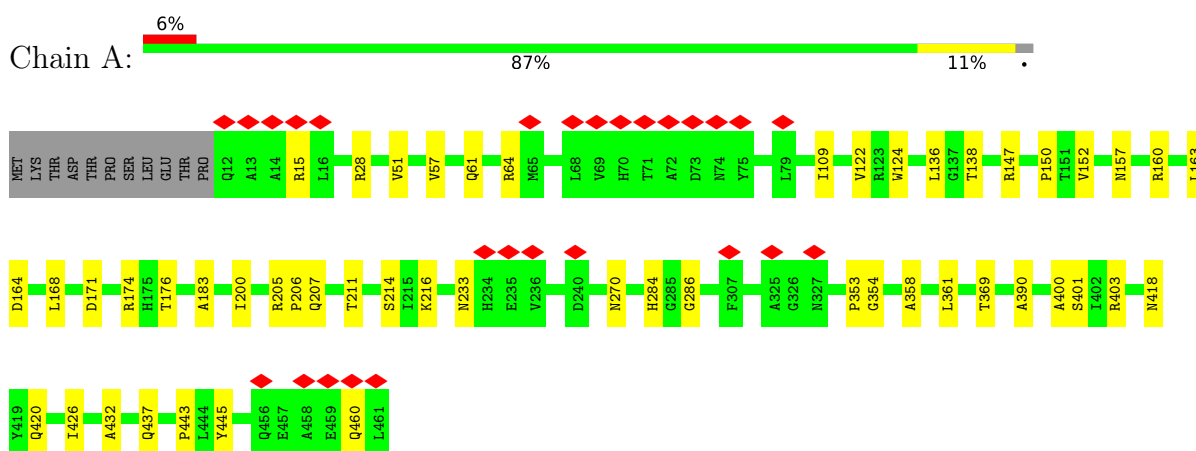 6%
Chain A:
87% 11% •
MET LYS THR ASP THR PRO SER LEU GLU THR PRO Q12 A13 A14 R15 L16 R28 V51 V57 Q61 R64 M65 L68 V69 H70 T71 A72 D73 N74 Y75 L79 I109 V122 R123 W124 L136 G137 T138 R147 P150 T151 V152 N157 R160 L163
D164 L168 D171 R174 H175 T176 A183 I200 R205 P206 Q207 T211 S214 I215 K216 N233 H234 E235 V236 D240 N270 H284 G285 G286 F307 A325 G326 N327 P353 G354 A358 L361 T369 A390 A400 S401 I402 R403 N418
Y419 Q420 I426 A432 Q437 P443 L444 Y445 Q456 E457 A458 E459 Q460 L461